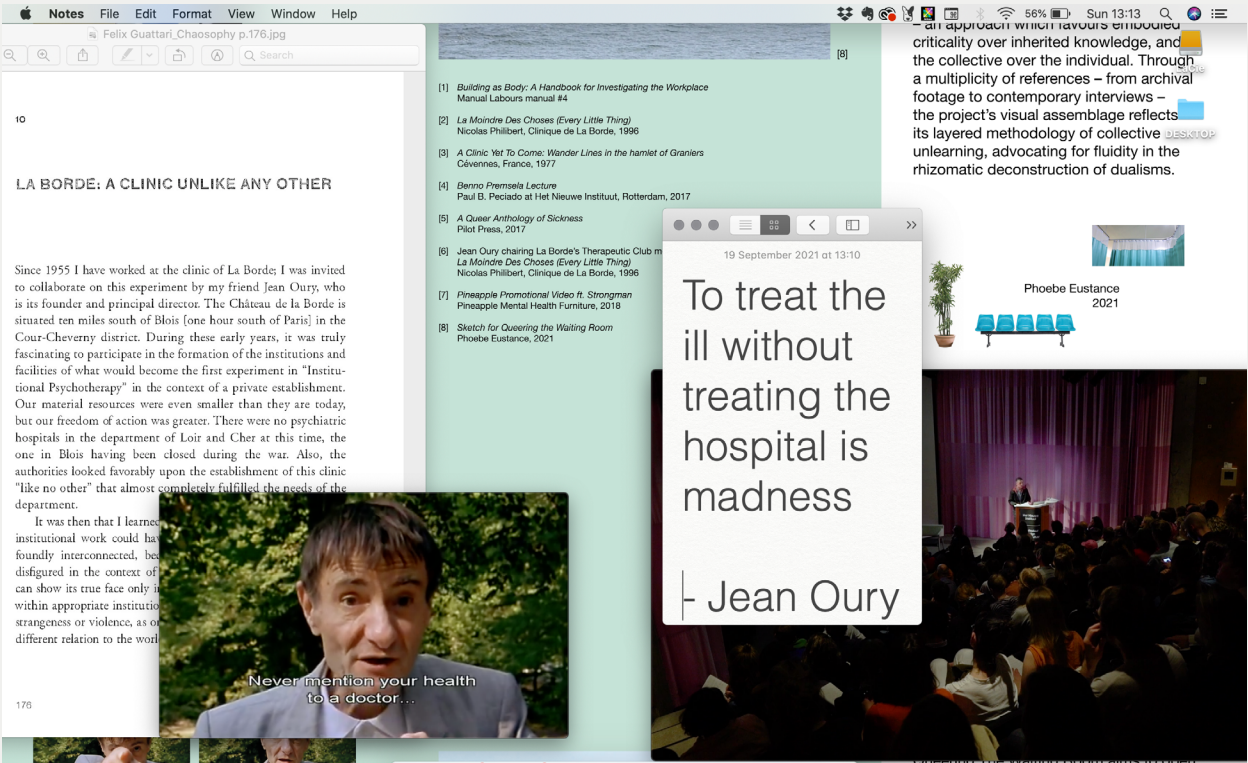 Notes File Edit Format View Window Help
56% Sun 13:13
Felix Guattari_Chaosophy p.176.jpg
Search
10
LA BORDE: A CLINIC UNLIKE ANY OTHER
Since 1955 I have worked at the clinic of La Borde; I was invited
to collaborate on this experiment by my friend Jean Oury, who
is its founder and principal director. The Château de la Borde is
situated ten miles south of Blois [one hour south of Paris] in the
Cour-Cheverny district. During these early years, it was truly
fascinating to participate in the formation of the institutions and
facilities of what would become the first experiment in "Institu-
tional Psychotherapy" in the context of a private establishment.
Our material resources were even smaller than they are today,
but our freedom of action was greater. There were no psychiatric
hospitals in the department of Loir and Cher at this time, the
one in Blois having been closed during the war. Also, the
authorities looked favorably upon the establishment of this clinic
"like no other" that almost completely fulfilled the needs of the
department.
It was then that I learned
institutional work could
foundly interconnected,
disfigured in the context of
can show its true face only
within appropriate
strangeness or violence, as
different relation to the
176
Never mention your health
to a doctor...
[8]
[1] Building as Body: A Handbook for Investigating the Workplace
Manual Labours manual #4
[2] La Moindre Des Choses (Every Little Thing)
Nicolas Philibert, Clinique de La Borde, 1996
[3] A Clinic Yet To Come: Wander Lines in the hamlet of Graniers
Cévennes, France, 1977
[4] Benno Premsela Lecture
Paul B. Peciado at Het Nieuwe Instituut, Rotterdam, 2017
[5] A Queer Anthology of Sickness
Pilot Press, 2017
[6] Jean Oury chairing La Borde's Therapeutic Club
La Moindre Des Choses (Every Little Thing)
Nicolas Philibert, Clinique de La Borde, 1996
[7] Pineapple Promotional Video ft. Strongman
Pineapple Mental Health Furniture, 2018
[8] Sketch for Queering the Waiting Room
Phoebe Eustance, 2021
19 September 2021 at 13:10
To treat the
ill without
treating the
hospital is
madness
- Jean Oury
– an approach which favours embodied
criticality over inherited knowledge, and
the collective over the individual. Through
a multiplicity of references – from archival
footage to contemporary interviews –
the project's visual assemblage reflects
its layered methodology of collective
unlearning, advocating for fluidity in the
rhizomatic deconstruction of dualisms.
LaCie
DESKTOP
Phoebe Eustance
2021